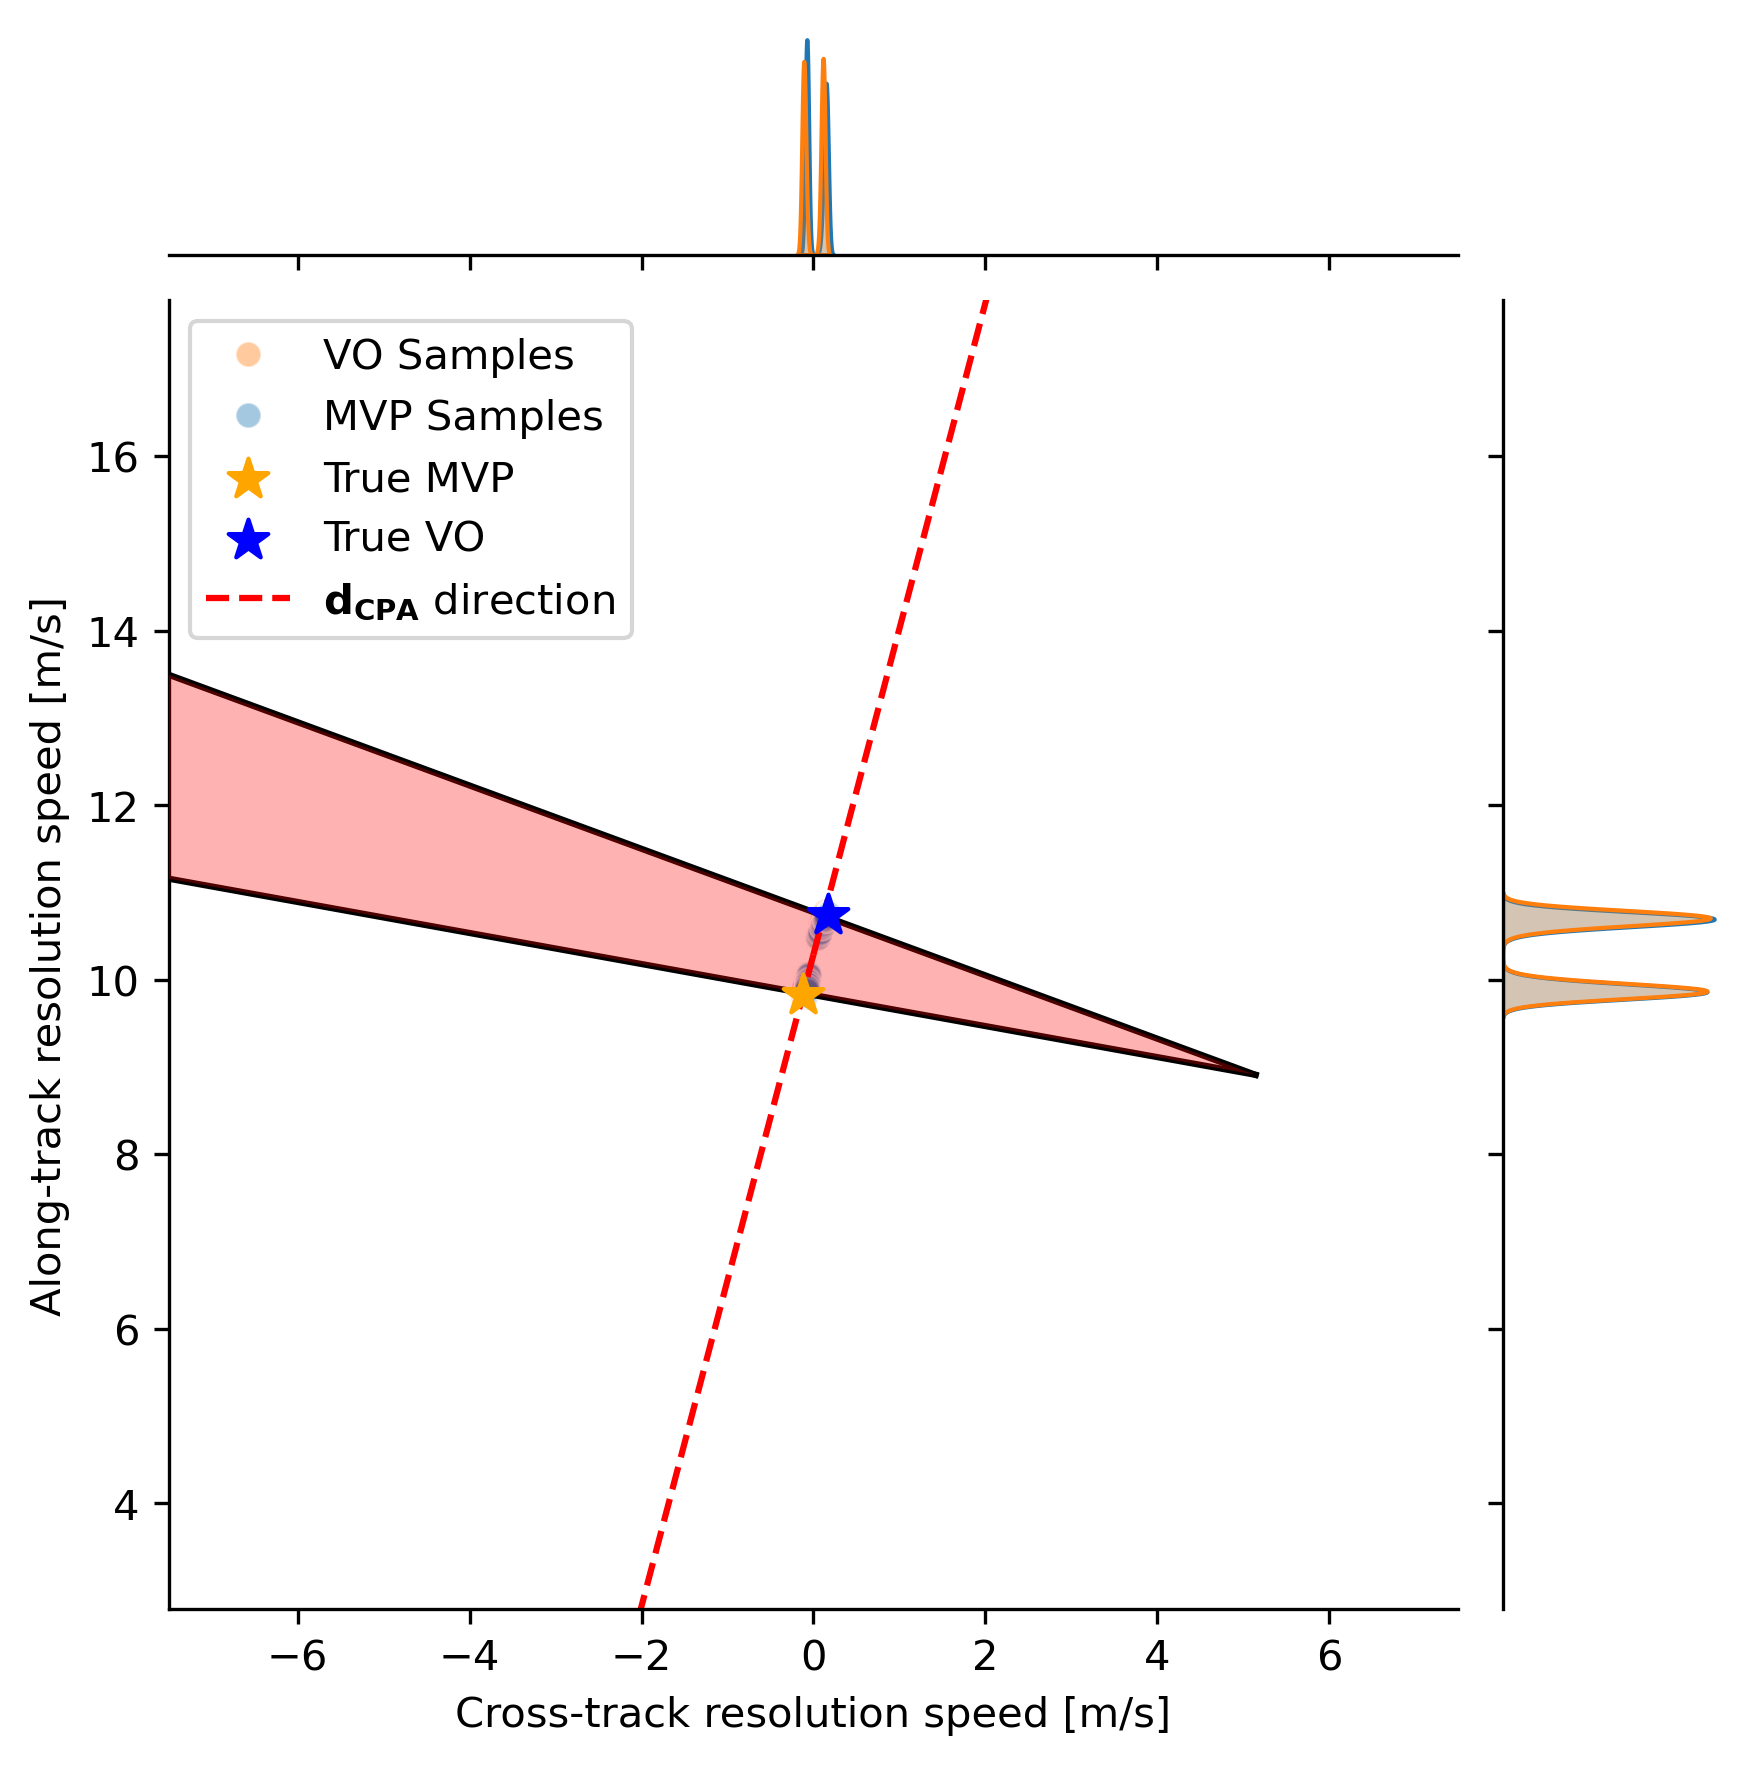 VO Samples
MVP Samples
True MVP
True VO
d_CPA direction
16
14
12
10
8
6
4
Along-track resolution speed [m/s]
−6 −4 −2 0 2 4 6
Cross-track resolution speed [m/s]